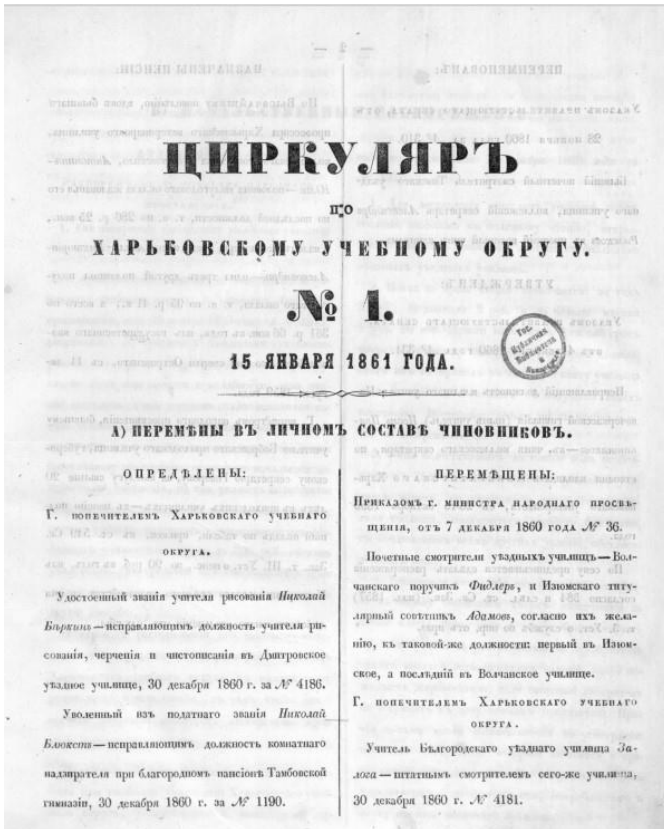 ЦИРКУЛЯРЪ
по
ХАРЬКОВСКОМУ УЧЕБНОМУ ОКРУГУ.
№ 1.
15 ЯНВАРЯ 1861 ГОДА.
А) ПЕРЕМѢНЫ ВЪ ЛИЧНОМЪ СОСТАВѢ ЧИНОВНИКОВЪ.
ОПРЕДѢЛЕНЫ:
Г. ПОПЕЧИТЕЛЕМЪ ХАРЬКОВСКАГО УЧЕБНАГО
ОКРУГА.
Удостоенный званія учителя рисованія Николай
— исправляющимъ должность учителя ри-
сованія, черченія и чистописанія въ Дмитровское
уѣздное училище, 30 декабря 1860 г. за № 4186.
Уволенный изъ податнаго званія Николай
— исправляющимъ должность комнатнаго
надзирателя при благородномъ пансіонѣ Тамбовской
гимназіи, 30 декабря 1860 г. за № 1190.
ПЕРЕМѢЩЕНЫ:
ПРИКАЗОМЪ Г. МИНИСТРА НАРОДНАГО ПРОСВѢ-
ЩЕНІЯ, ОТЪ 7 ДЕКАБРЯ 1860 ГОДА № 36.
Почетные смотрители уѣздныхъ училищъ — Вол-
чанскаго поручикъ Фидлеръ, и Изюмскаго титу-
лярный совѣтникъ Адамовъ, согласно ихъ жела-
нію, къ таковой-же должности: первый въ Изюм-
ское, а послѣдній въ Волчанское училище.
Г. ПОПЕЧИТЕЛЕМЪ ХАРЬКОВСКАГО УЧЕБНАГО
ОКРУГА.
Учитель Бѣлгородскаго уѣзднаго училища За-
лога — штатнымъ смотрителемъ сего-же училища,
30 декабря 1860 г. № 4181.